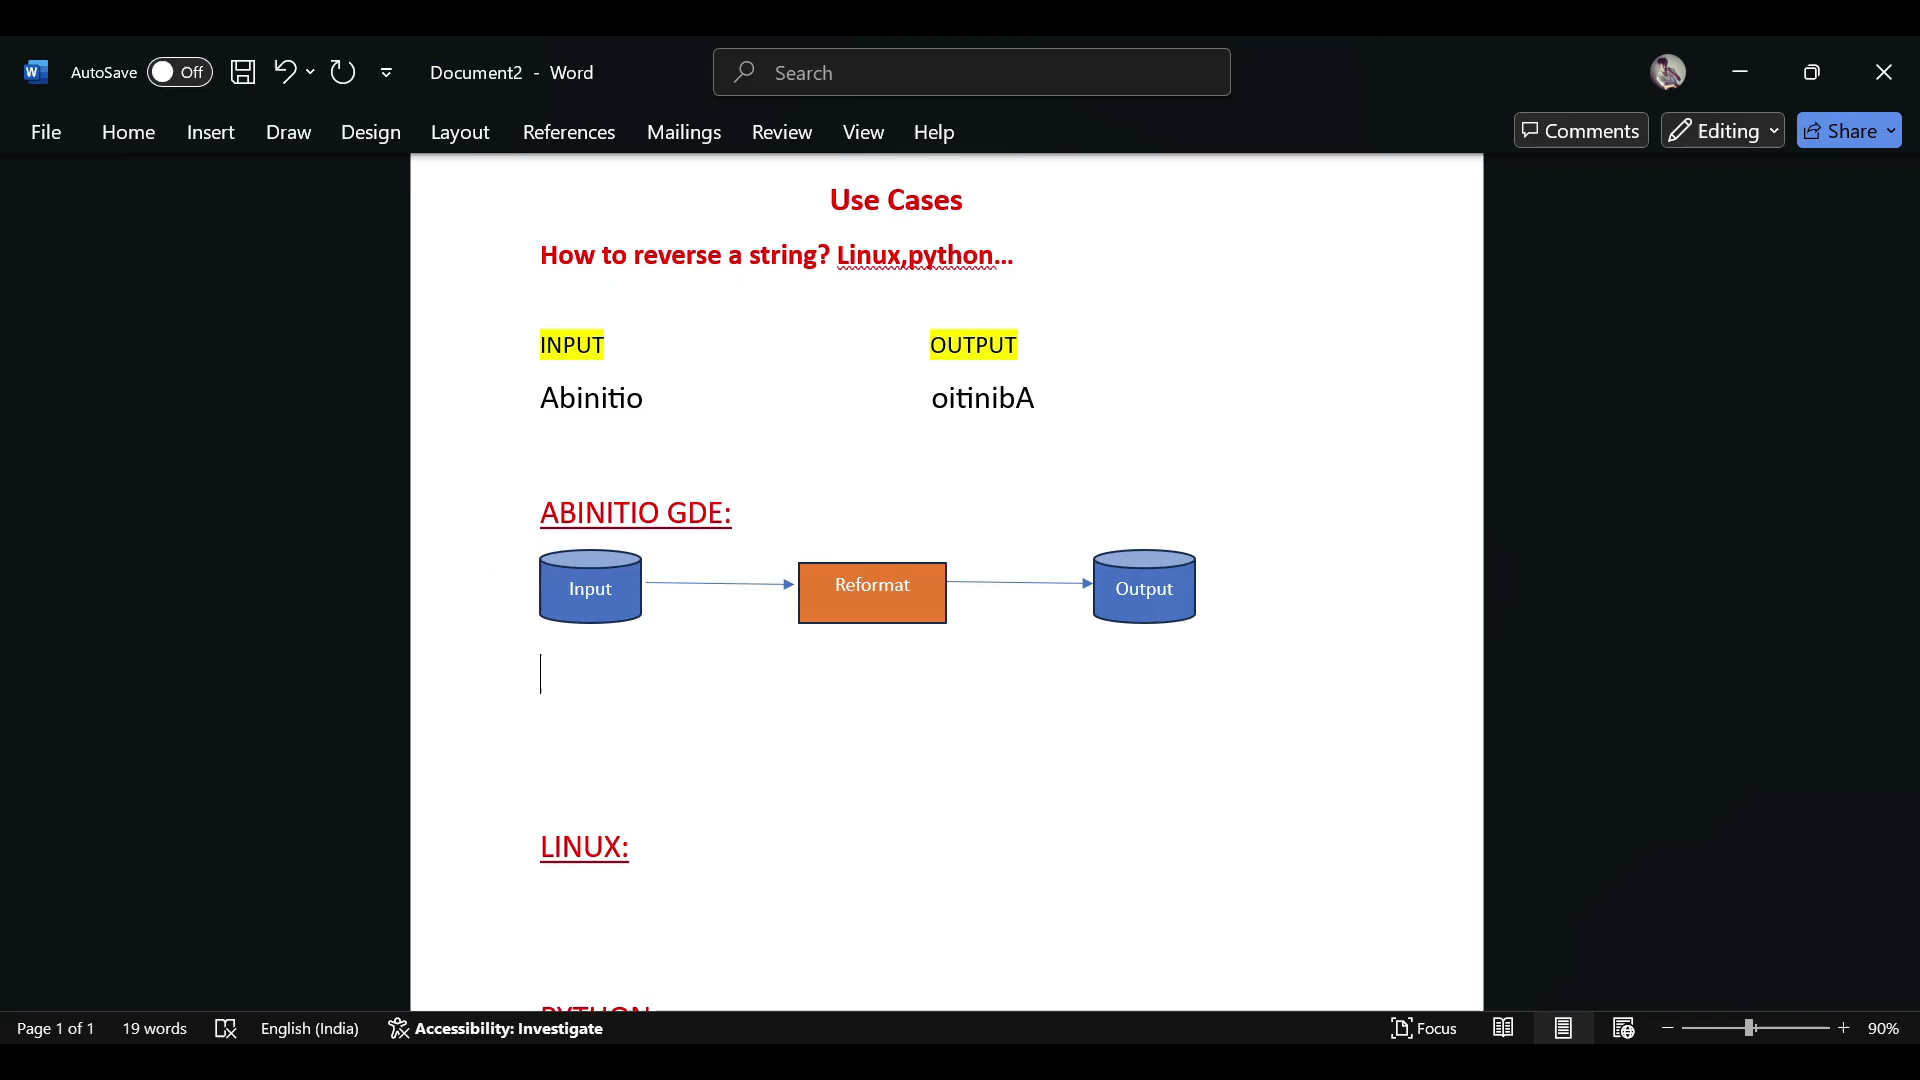 AutoSave Off Document2 - Word Search
File Home Insert Draw Design Layout References Mailings Review View Help Comments Editing Share
Use Cases
How to reverse a string? Linux,python...
INPUT OUTPUT
Abinitio oitinibA
ABINITIO GDE:
Input Reformat Output
LINUX:
PYTHON
Page 1 of 1 19 words English (India) Accessibility: Investigate Focus 90%